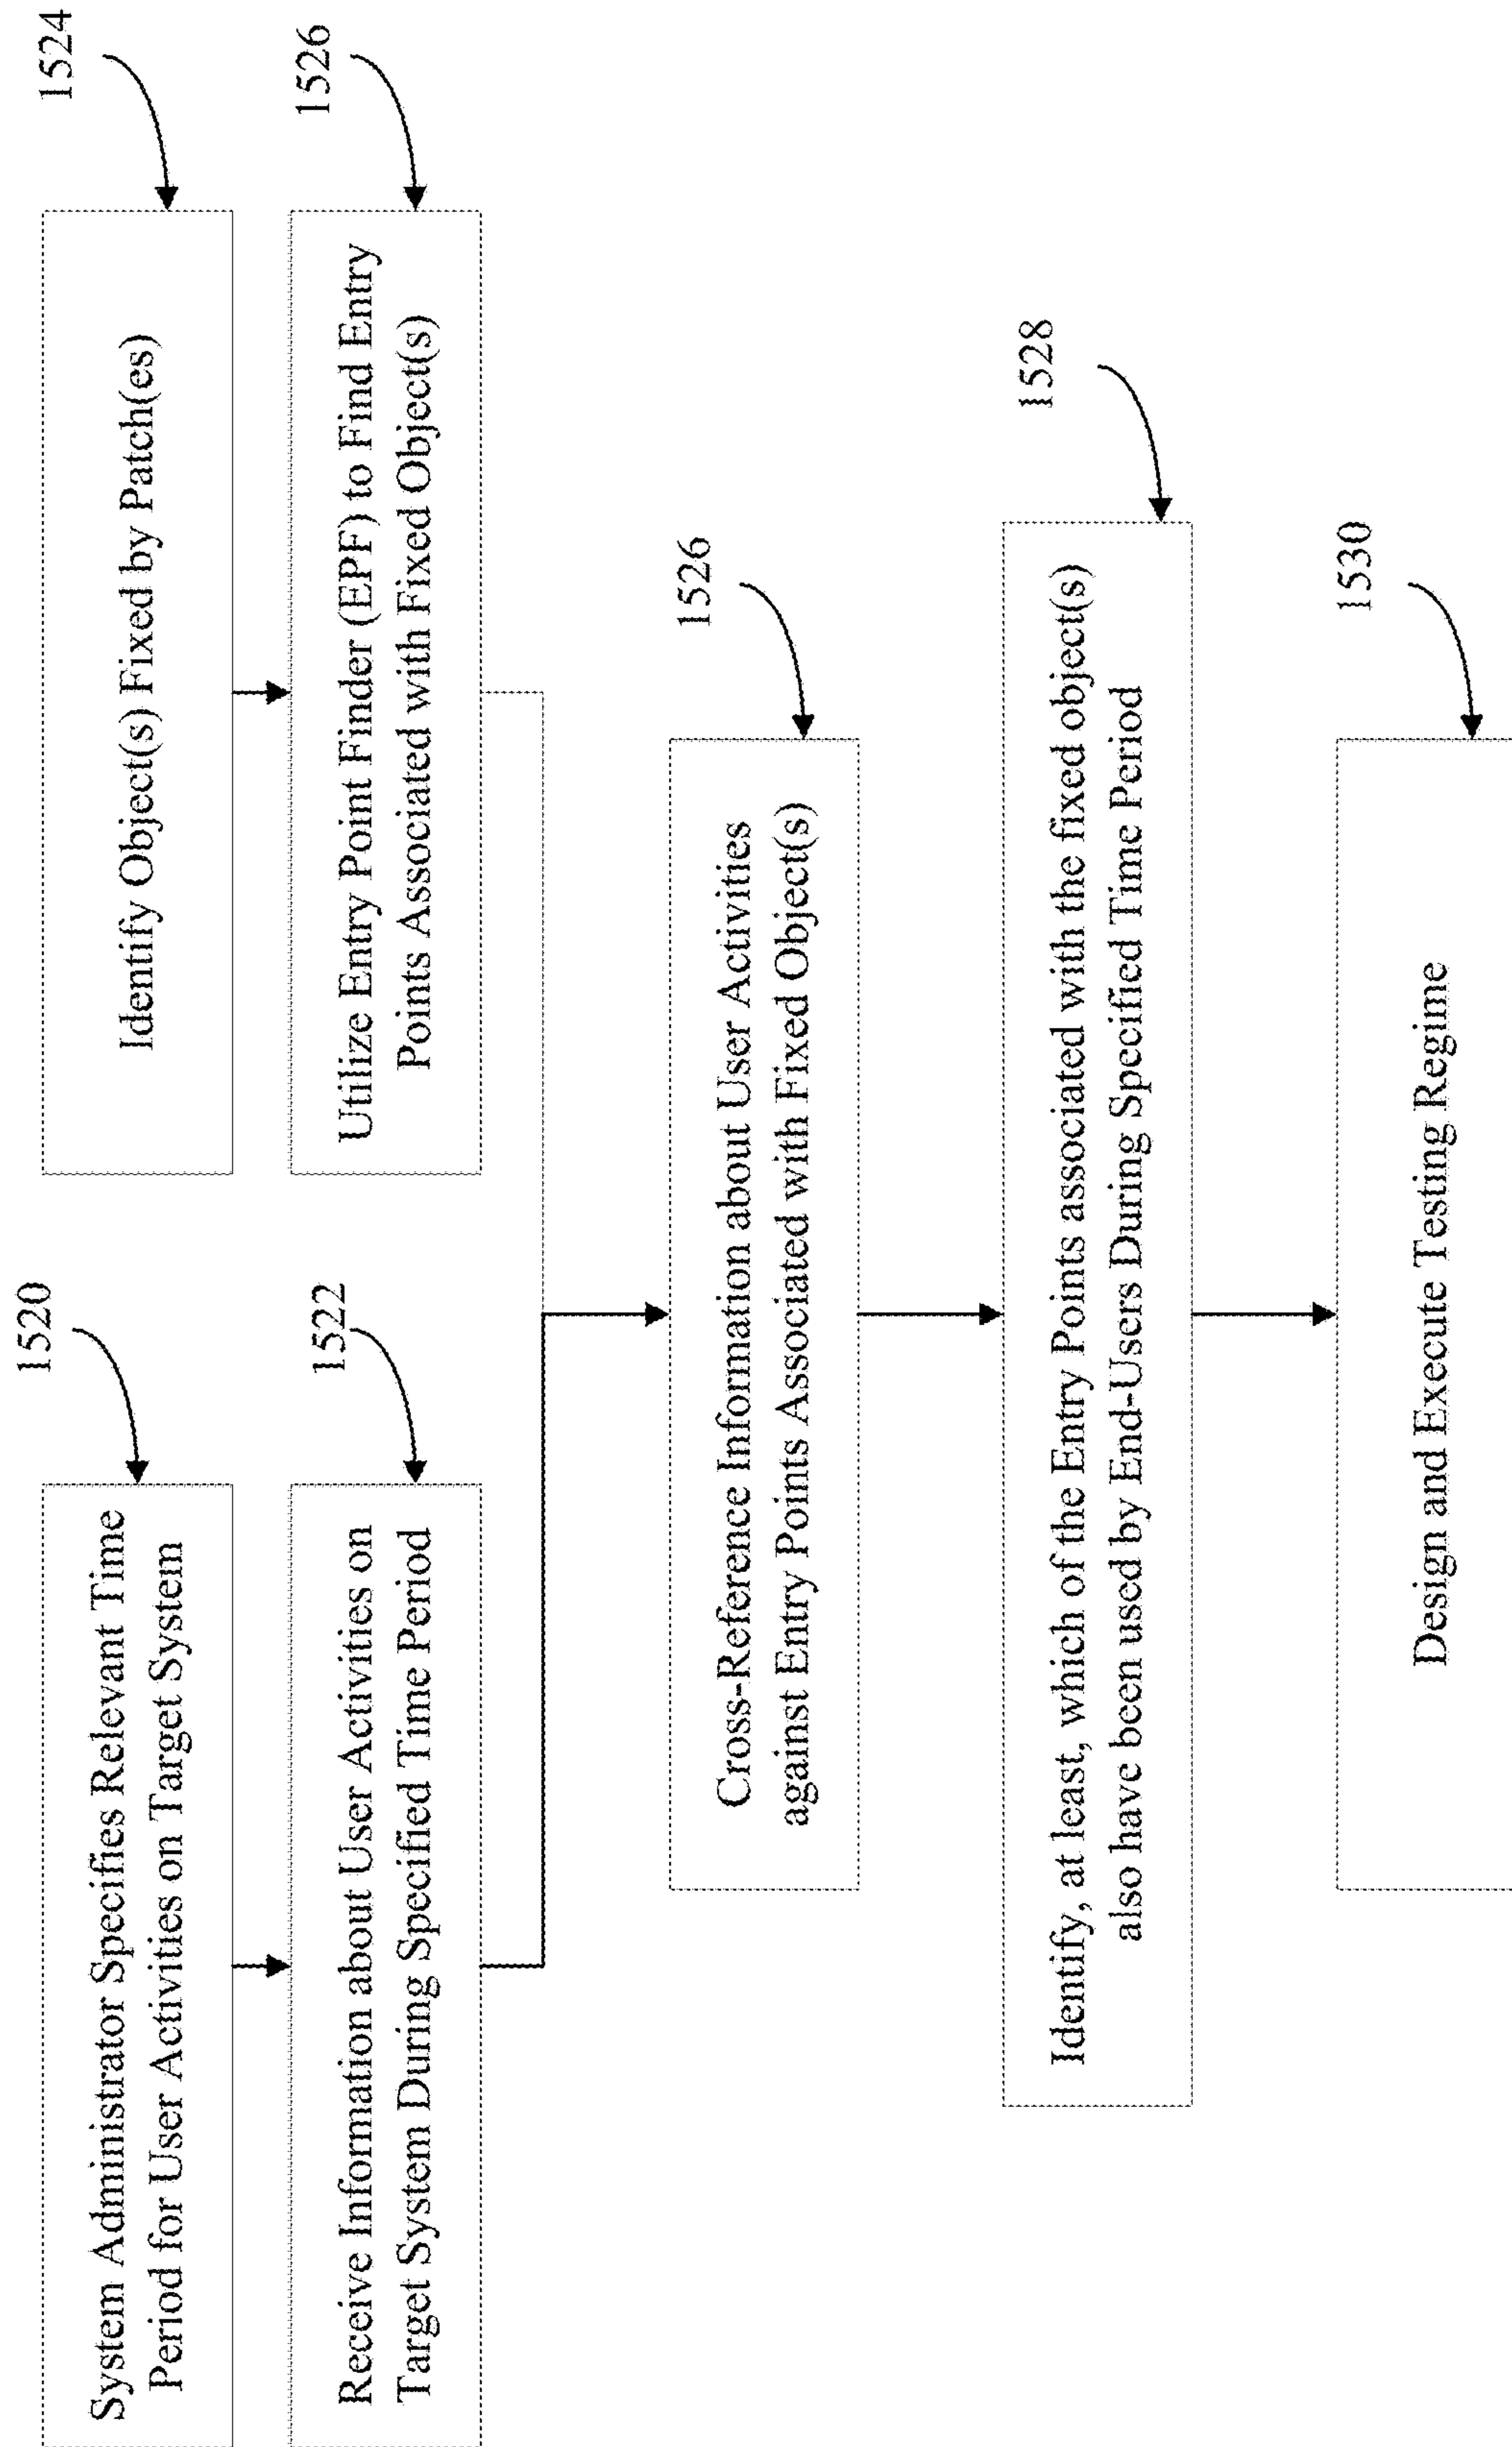 1520
System Administrator Specifies Relevant Time
Period for User Activities on Target System
1522
Receive Information about User Activities on
Target System During Specified Time Period
1524
Identify Object(s) Fixed by Patch(es)
1526
Utilize Entry Point Finder (EPF) to Find Entry
Points Associated with Fixed Object(s)
1526
Cross-Reference Information about User Activities
against Entry Points Associated with Fixed Object(s)
1528
Identify, at least, which of the Entry Points associated with the fixed object(s)
also have been used by End-Users During Specified Time Period
1530
Design and Execute Testing Regime